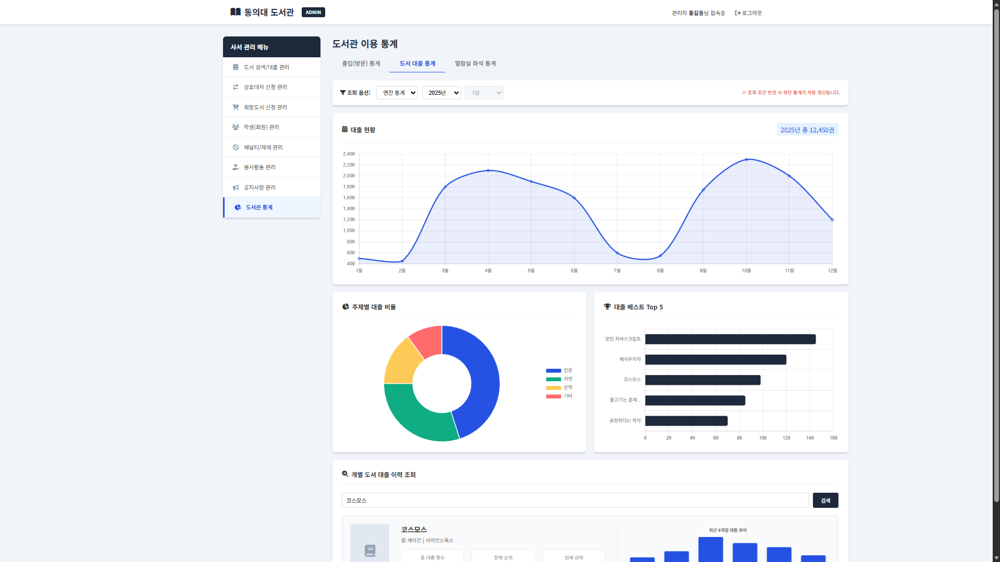 동의대 도서관 ADMIN
관리자 홍길동님 접속중 로그아웃
사서 관리 메뉴
도서 검색/대출 관리
상호대차 신청 관리
희망도서 신청 관리
학생(회원) 관리
패널티/제재 관리
봉사활동 관리
공지사항 관리
도서관 통계
도서관 이용 통계
출입(방문) 통계 도서 대출 통계 열람실 좌석 통계
조회 옵션: 연간 통계 2025년 1월
※ 조회 조건 변경 시 하단 통계가 자동 갱신됩니다.
대출 현황
2025년 총 12,450권
2,400
2,200
2,000
1,800
1,600
1,400
1,200
1,000
800
600
400
1월 2월 3월 4월 5월 6월 7월 8월 9월 10월 11월 12월
주제별 대출 비율
인문
자연
문학
기타
대출 베스트 Top 5
모던 자바스크립트
채식주의자
코스모스
물고기는 존재...
공정하다는 착각
0 20 40 60 80 100 120 140 160
개별 도서 대출 이력 조회
코스모스
검색
코스모스
칼 세이건 | 사이언스북스
총 대출 횟수 전체 순위 현재 상태
최근 6개월 대출 추이